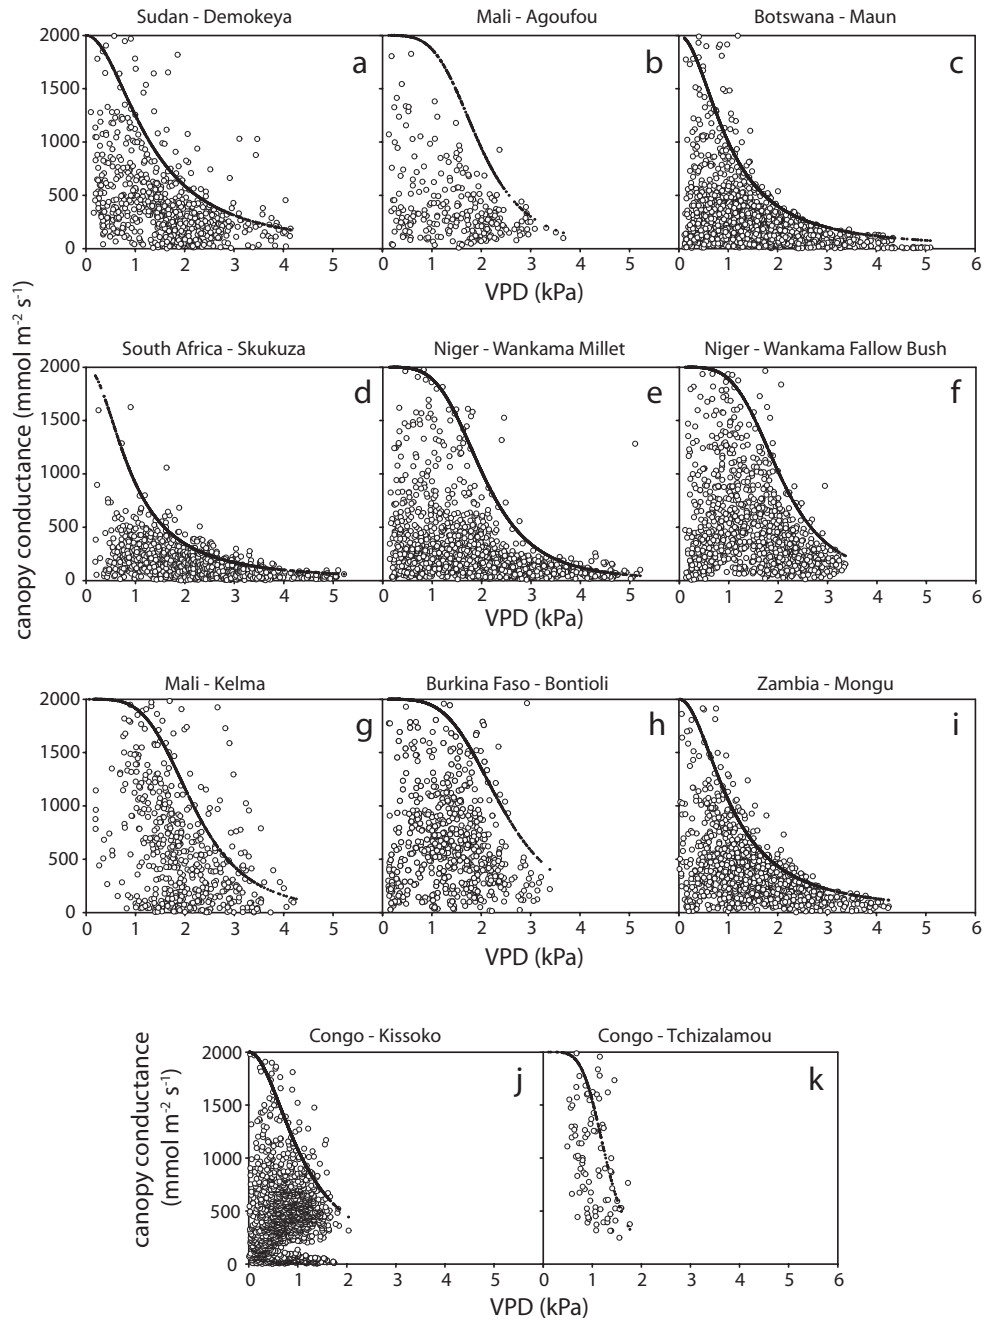 Sudan - Demokeya Mali - Agoufou Botswana - Maun
2000
a b c
1500
1000
500
0
0 1 2 3 4 5 0 1 2 3 4 5 0 1 2 3 4 5 6
VPD (kPa)
canopy conductance (mmol m⁻² s⁻¹)
South Africa - Skukuza Niger - Wankama Millet Niger - Wankama Fallow Bush
2000
d e f
1500
1000
500
0
0 1 2 3 4 5 0 1 2 3 4 5 0 1 2 3 4 5 6
VPD (kPa)
Mali - Kelma Burkina Faso - Bontioli Zambia - Mongu
2000
g h i
1500
1000
500
0
0 1 2 3 4 5 0 1 2 3 4 5 0 1 2 3 4 5 6
VPD (kPa)
Congo - Kissoko Congo - Tchizalamou
canopy conductance
(mmol m⁻² s⁻¹)
2000
j k
1500
1000
500
0
0 1 2 3 4 5 0 1 2 3 4 5 6
VPD (kPa)